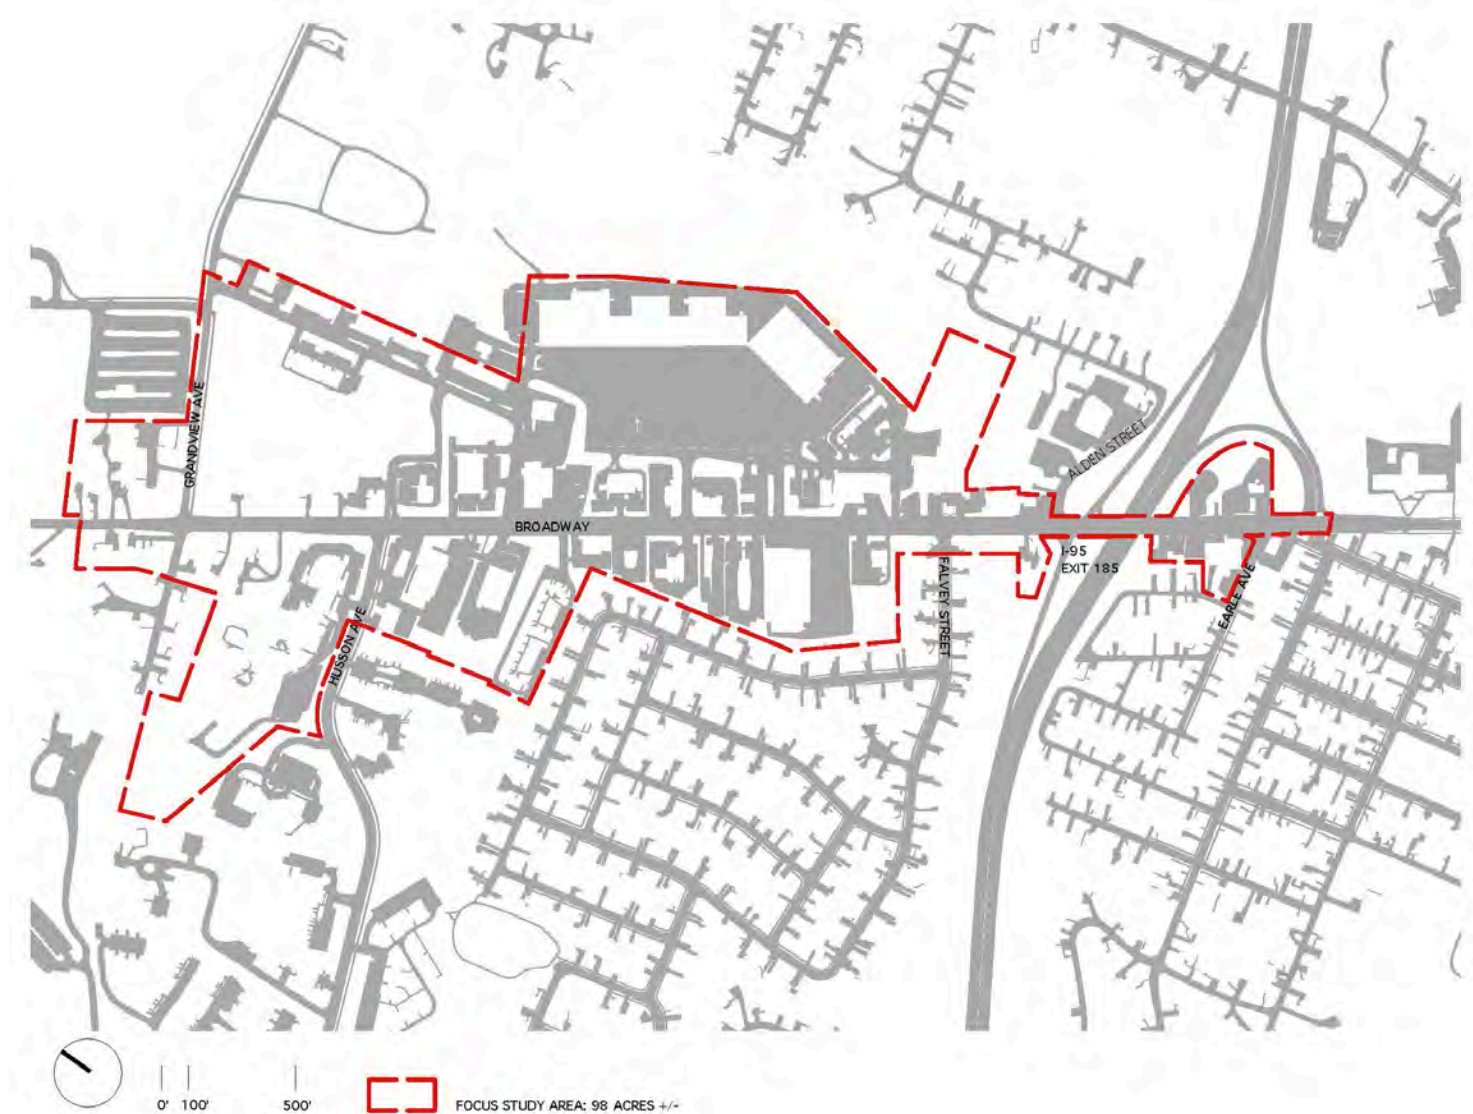 GRANDVIEW AVE
ALDEN STREET
BROADWAY
I-95
EXIT 185
FALVEY STREET
EARLE AVE
HUSSON AVE
0' 100' 500'
FOCUS STUDY AREA: 98 ACRES +/-